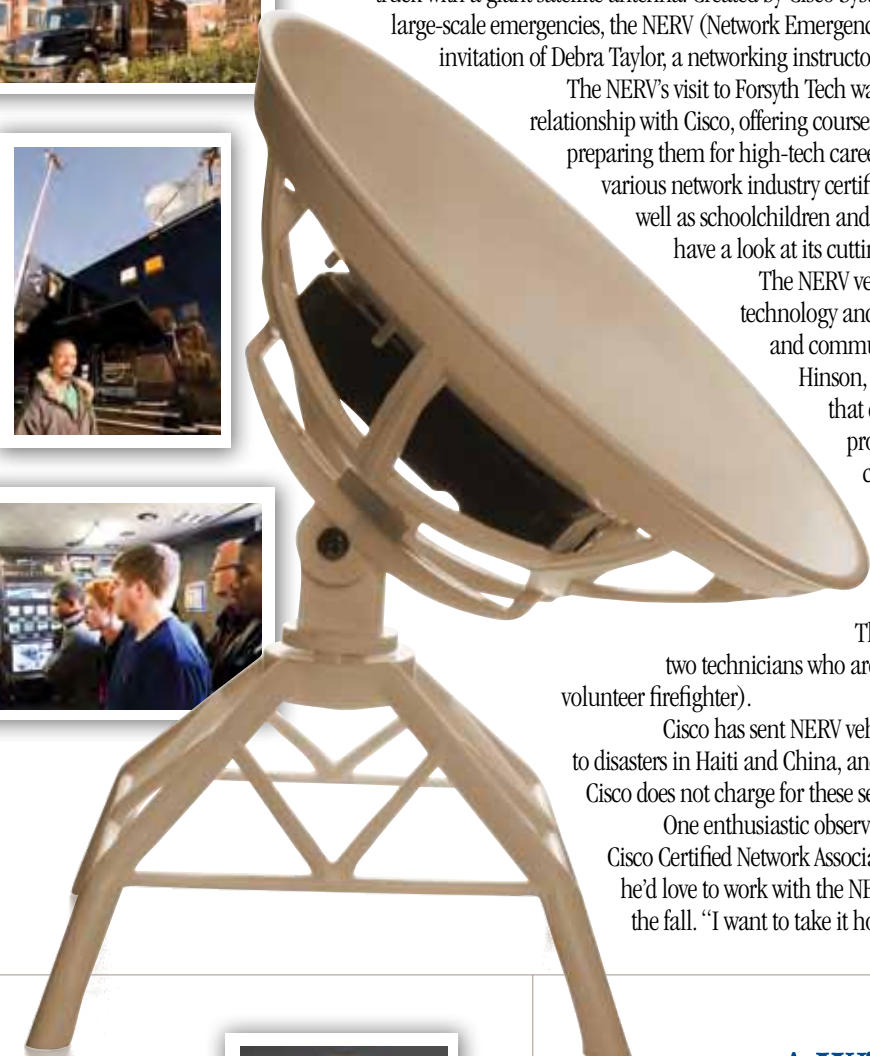 truck with a giant satellite antenna. Created by Cisco Sys
large-scale emergencies, the NERV (Network Emergenc
invitation of Debra Taylor, a networking instructo
The NERV's visit to Forsyth Tech wa
relationship with Cisco, offering course
preparing them for high-tech caree
various network industry certif
well as schoolchildren and
have a look at its cuttin
The NERV ve
technology and
and commu
Hinson,
that
pro
c
Th
two technicians who are
volunteer firefighter).
Cisco has sent NERV veh
to disasters in Haiti and China, and
Cisco does not charge for these se
One enthusiastic observ
Cisco Certified Network Associa
he'd love to work with the NE
the fall. “I want to take it ho
A W